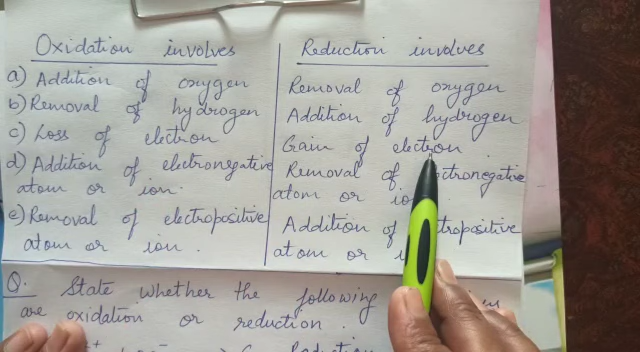 Oxidation involves
a) Addition of oxygen
b) Removal of hydrogen
c) Loss of electron
d) Addition of electronegative
atom or ion.
e) Removal of electropositive
atom or ion.
Reduction involves
Removal of oxygen
Addition of hydrogen
Gain of electron
Removal of
atom or
Addition of
atom or
Q. State whether the following
are oxidation or reduction.